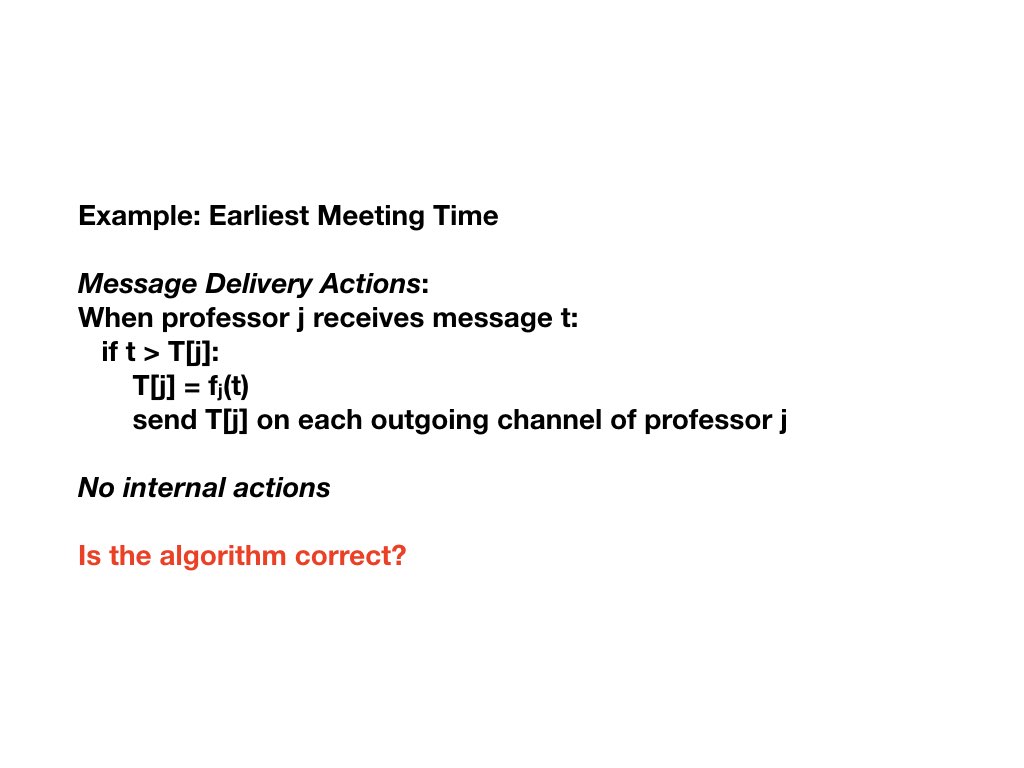 Example: Earliest Meeting Time
Message Delivery Actions:
When professor j receives message t:
if t > T[j]:
T[j] = fⱼ(t)
send T[j] on each outgoing channel of professor j
No internal actions
Is the algorithm correct?